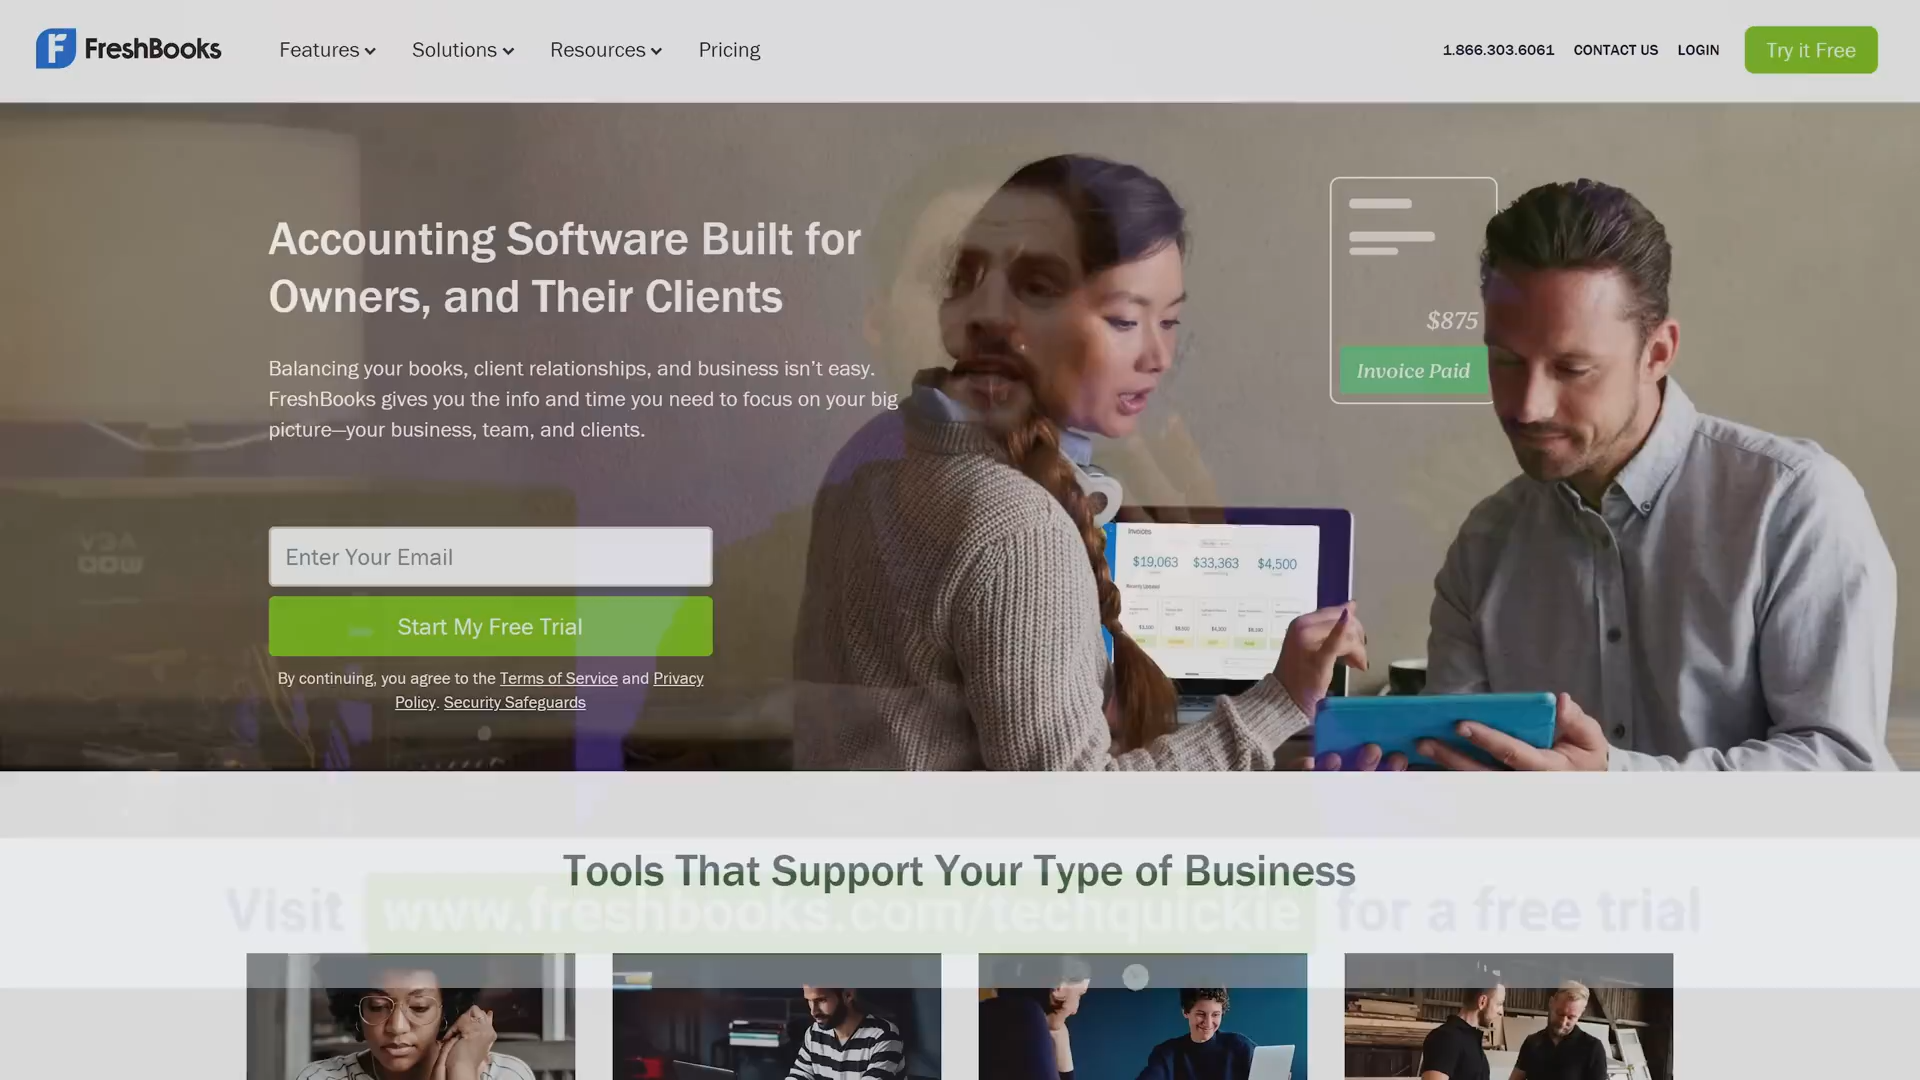 FreshBooks
Features
Solutions
Resources
Pricing
1.866.303.6061
CONTACT US
LOGIN
Try it Free
Accounting Software Built for
Owners, and Their Clients
Balancing your books, client relationships, and business isn’t easy.
FreshBooks gives you the info and time you need to focus on your big
picture—your business, team, and clients.
Enter Your Email
Start My Free Trial
By continuing, you agree to the Terms of Service and Privacy
Policy. Security Safeguards
$875
Invoice Paid
Invoices
$19,063 $33,363 $4,500
Tools That Support Your Type of Business
Visit www.freshbooks.com/techquickie for a free trial